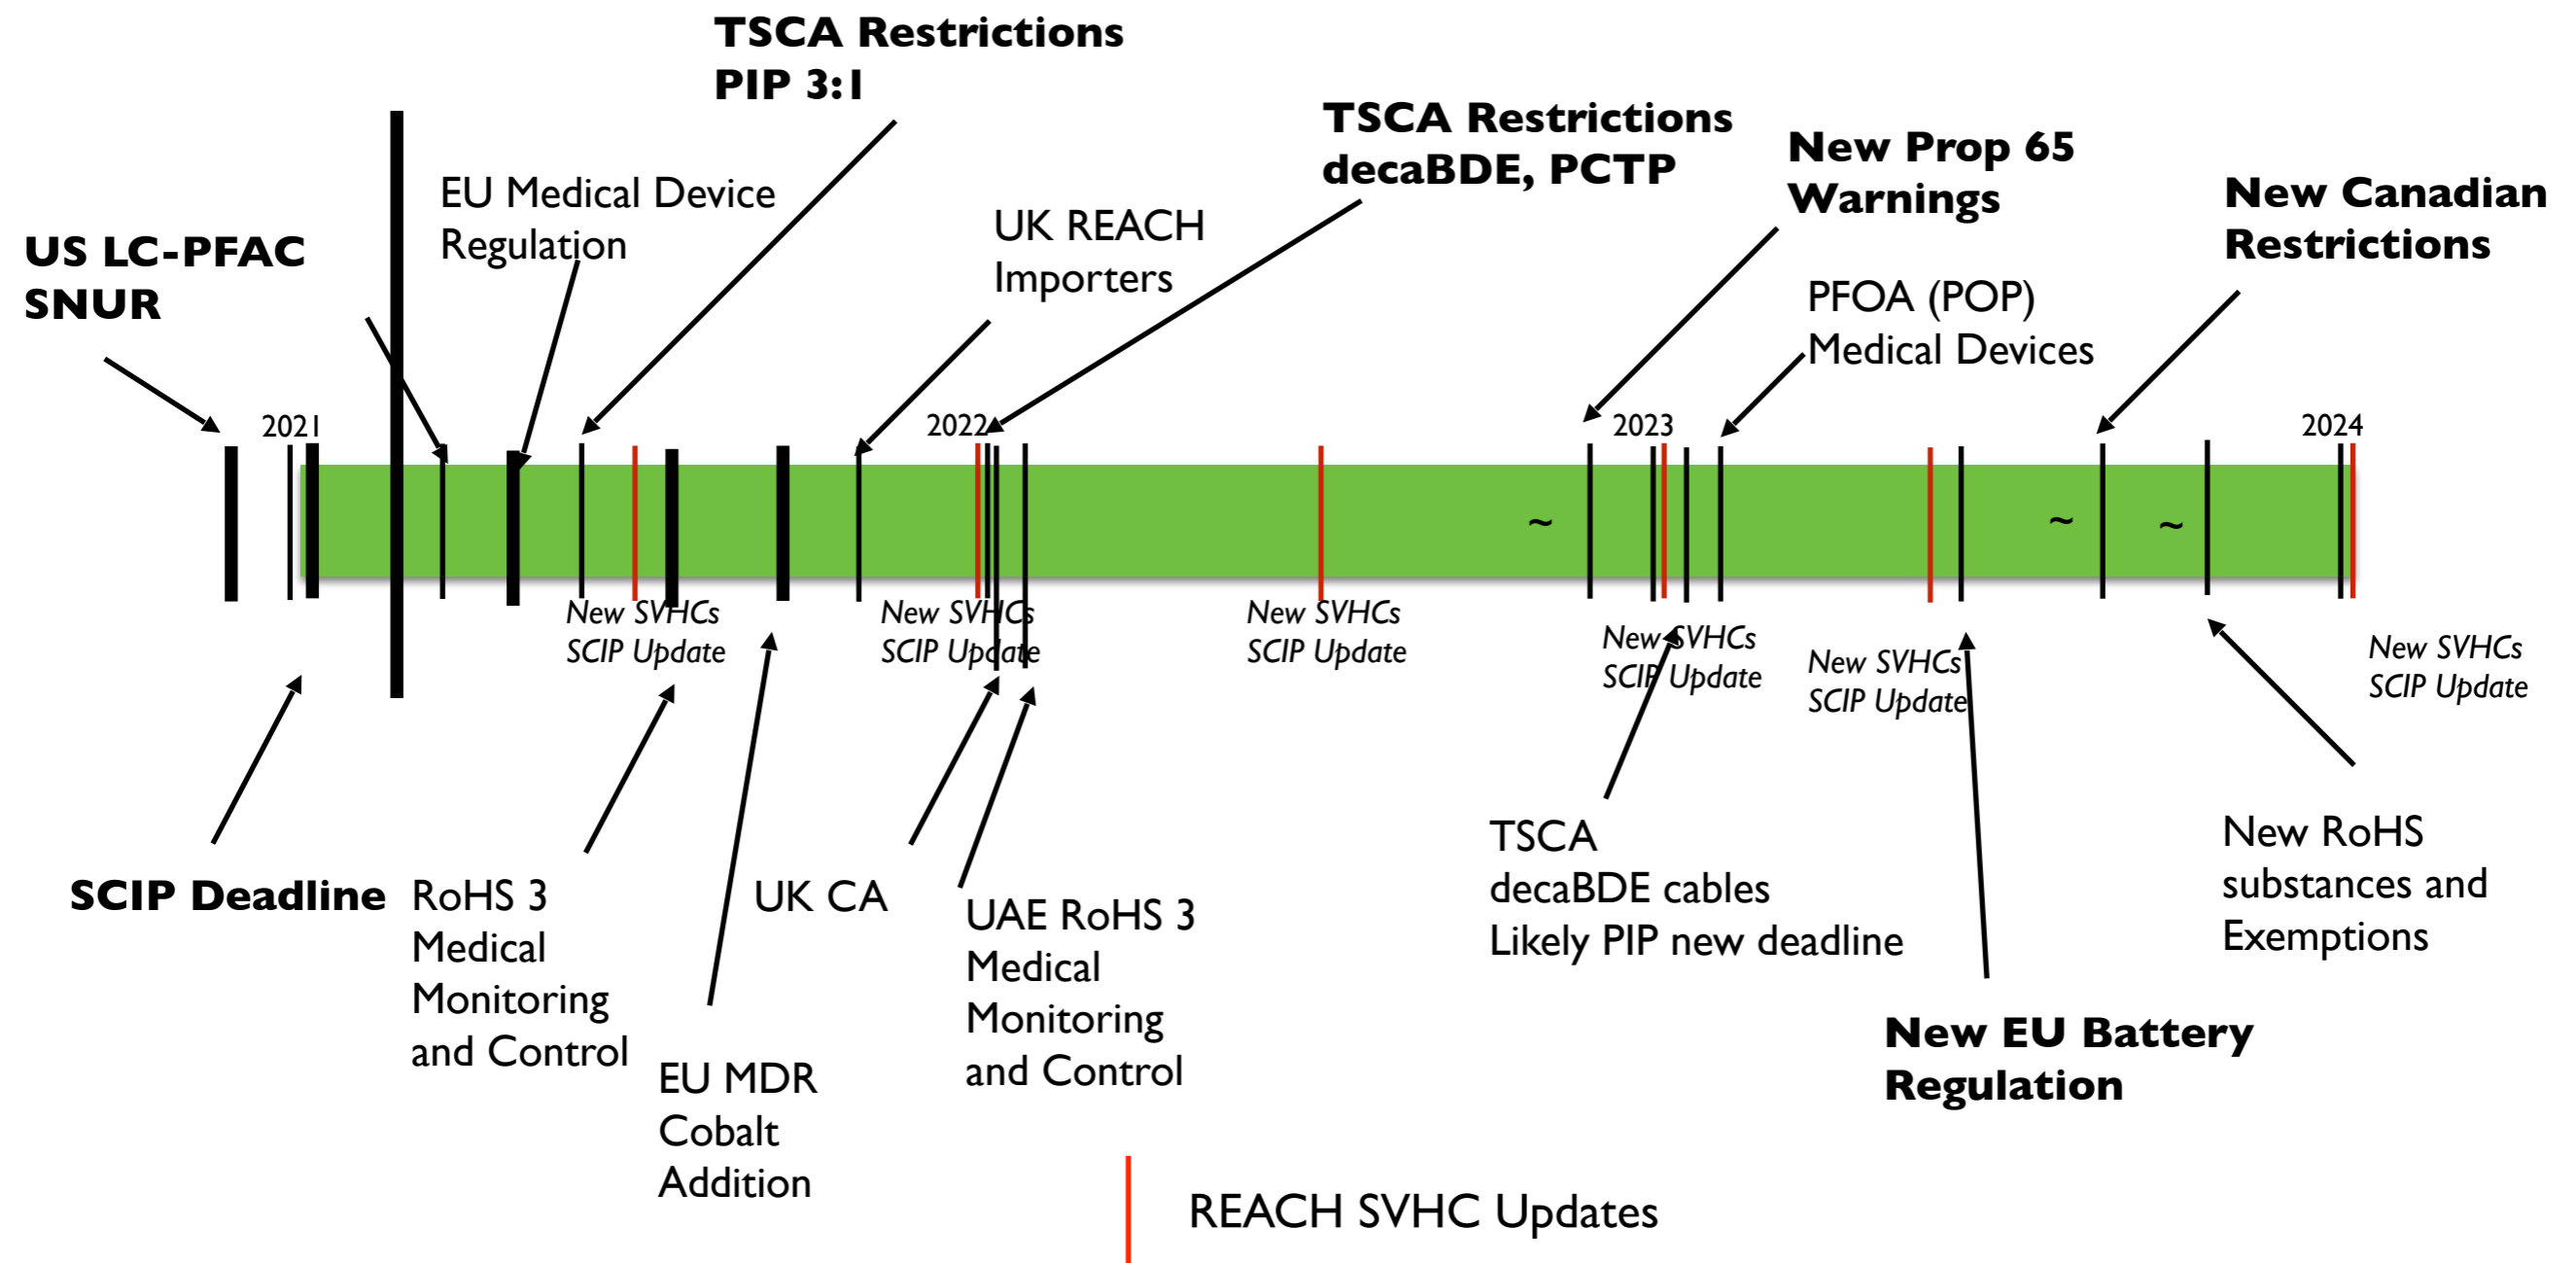 TSCA Restrictions
PIP 3:1
TSCA Restrictions
decaBDE, PCTP
New Prop 65
Warnings
EU Medical Device
Regulation
New Canadian
Restrictions
UK REACH
Importers
US LC-PFAC
SNUR
PFOA (POP)
Medical Devices
2021
2022
2023
2024
~
~
~
New SVHCs
SCIP Update
New SVHCs
SCIP Update
New SVHCs
SCIP Update
New SVHCs
SCIP Update
New SVHCs
SCIP Update
New SVHCs
SCIP Update
SCIP Deadline
RoHS 3
Medical
Monitoring
and Control
EU MDR
Cobalt
Addition
UK CA
UAE RoHS 3
Medical
Monitoring
and Control
TSCA
decaBDE cables
Likely PIP new deadline
New EU Battery
Regulation
New RoHS
substances and
Exemptions
REACH SVHC Updates